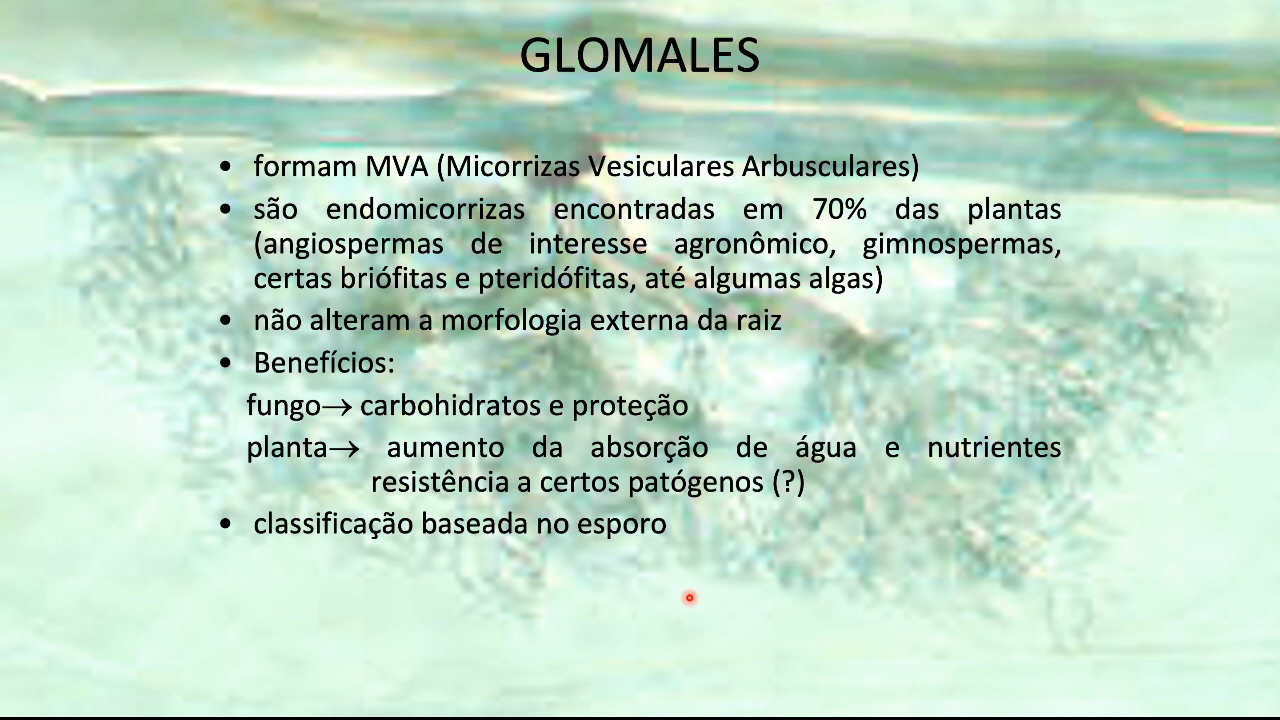 GLOMALES
• formam MVA (Micorrizas Vesiculares Arbusculares)
• são endomicorrizas encontradas em 70% das plantas
(angiospermas de interesse agronômico, gimnospermas,
certas briófitas e pteridófitas, até algumas algas)
• não alteram a morfologia externa da raiz
• Benefícios:
fungo→ carbohidratos e proteção
planta→ aumento da absorção de água e nutrientes
resistência a certos patógenos (?)
• classificação baseada no esporo